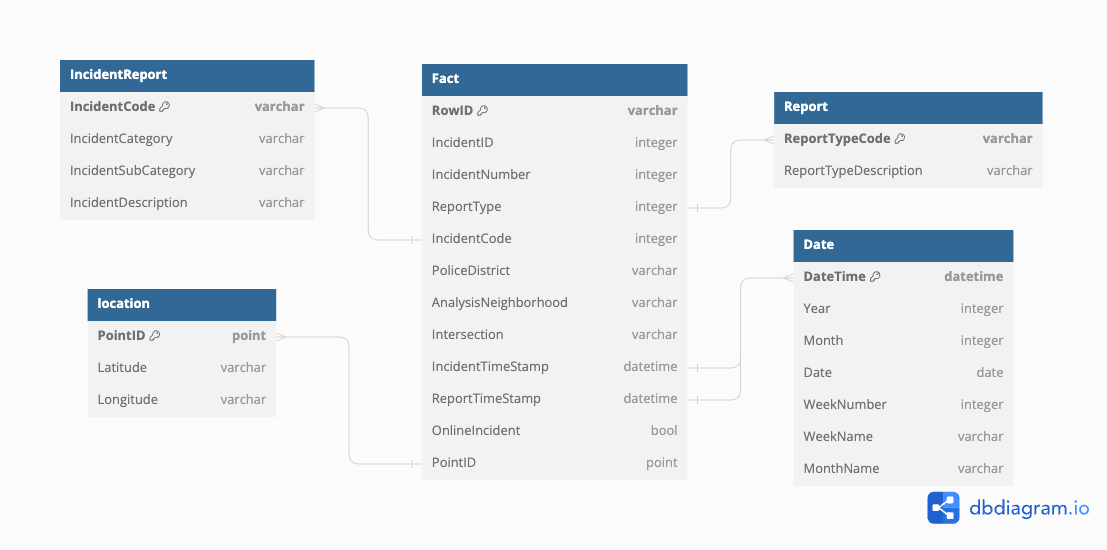 IncidentReport
IncidentCode varchar
IncidentCategory varchar
IncidentSubCategory varchar
IncidentDescription varchar
location
PointID point
Latitude varchar
Longitude varchar
Fact
RowID varchar
IncidentID integer
IncidentNumber integer
ReportType integer
IncidentCode integer
PoliceDistrict varchar
AnalysisNeighborhood varchar
Intersection varchar
IncidentTimeStamp datetime
ReportTimeStamp datetime
OnlineIncident bool
PointID point
Report
ReportTypeCode varchar
ReportTypeDescription varchar
Date
DateTime datetime
Year integer
Month integer
Date date
WeekNumber integer
WeekName varchar
MonthName varchar
dbdiagram.io